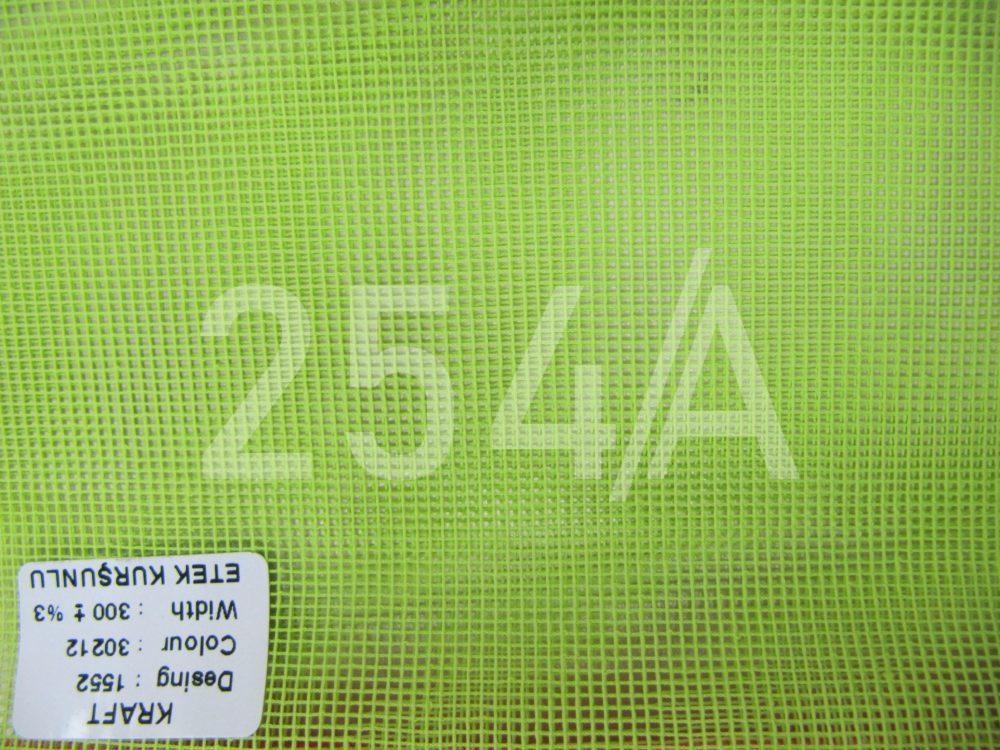 254/A
KRAFT
Desing : 1552
Colour : 30212
Width : 300 ± %3
ETEK KURŞUNLU